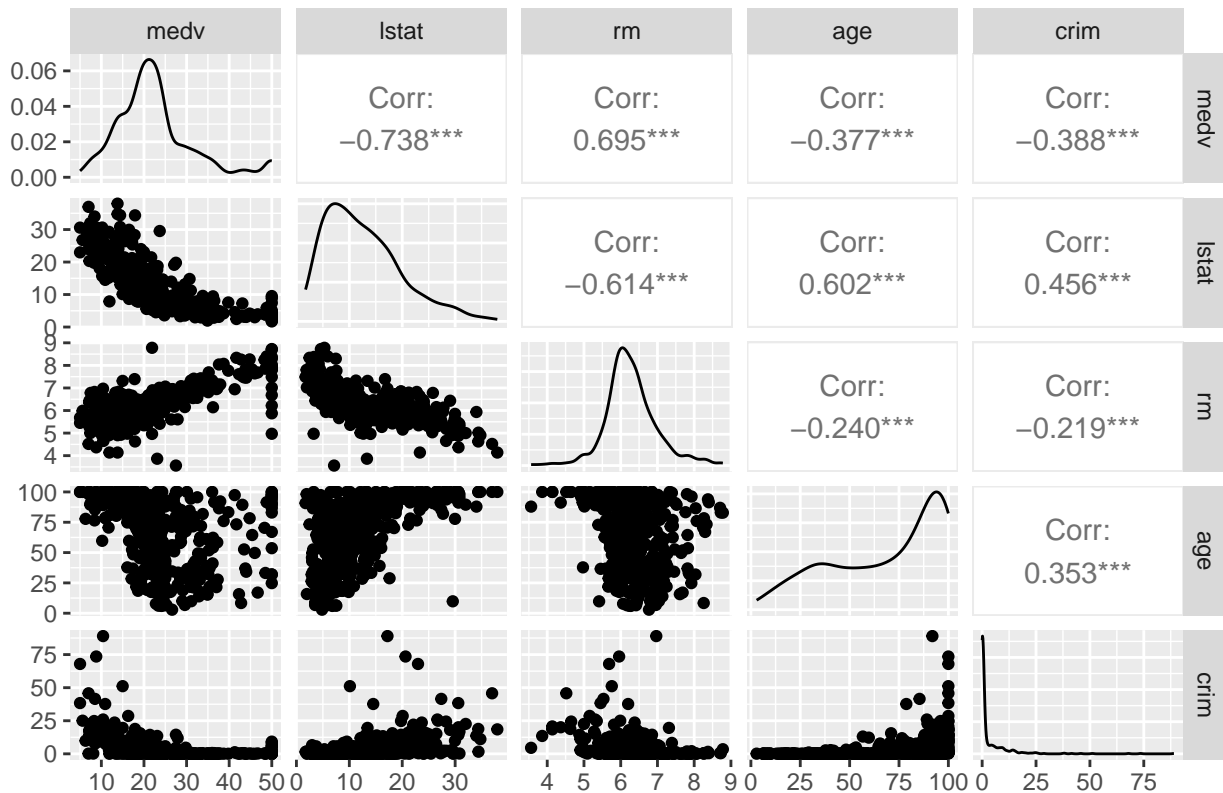 medv lstat rm age crim
0.06
0.04
0.02
0.00
Corr:
−0.738***
Corr:
0.695***
Corr:
−0.377***
Corr:
−0.388***
medv
30
20
10
0
Corr:
−0.614***
Corr:
0.602***
Corr:
0.456***
lstat
9
8
7
6
5
4
Corr:
−0.240***
Corr:
−0.219***
rm
100
75
50
25
0
Corr:
0.353***
age
75
50
25
0
crim
10 20 30 40 50 0 10 20 30 4 5 6 7 8 9 0 25 50 75 100 0 25 50 75